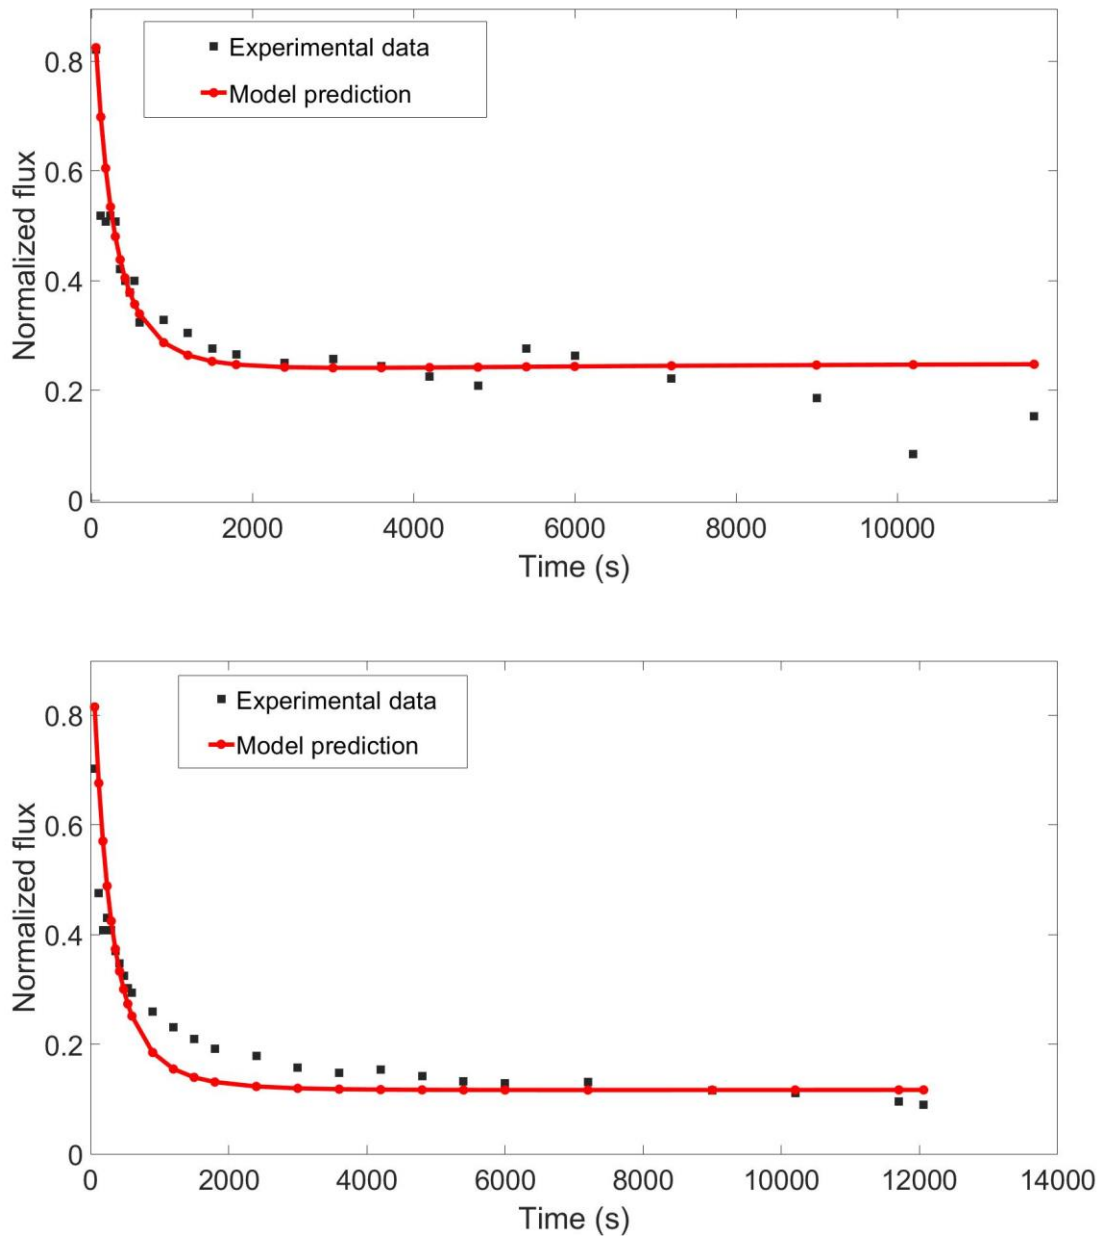 Experimental data
Model prediction
0.8
0.6
0.4
0.2
0
Normalized flux
0 2000 4000 6000 8000 10000
Time (s)
Experimental data
Model prediction
0.8
0.6
0.4
0.2
0
Normalized flux
0 2000 4000 6000 8000 10000 12000 14000
Time (s)